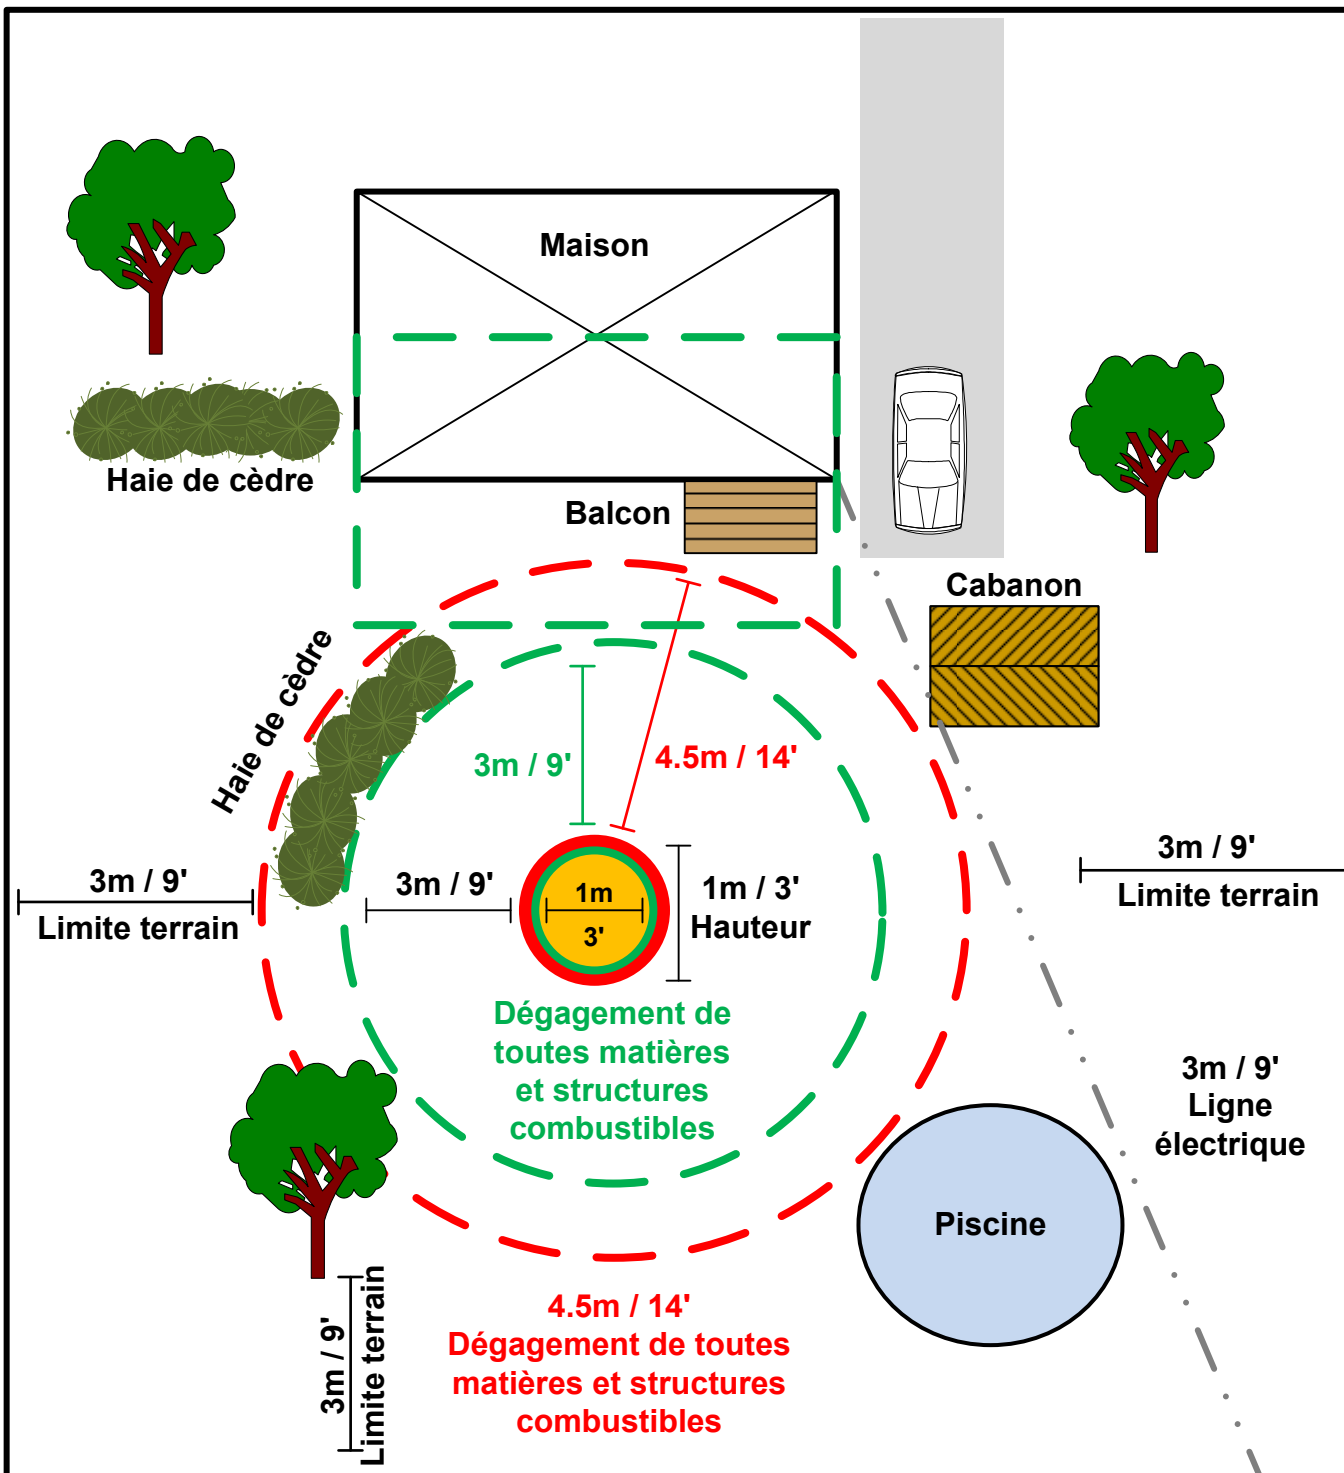 Maison
Haie de cèdre
Balcon
Cabanon
Haie de cèdre
3m / 9'
4.5m / 14'
3m / 9'
Limite terrain
3m / 9'
1m
3'
1m / 3'
Hauteur
3m / 9'
Limite terrain
Dégagement de
toutes matières
et structures
combustibles
3m / 9'
Ligne
électrique
Piscine
3m / 9'
Limite terrain
4.5m / 14'
Dégagement de toutes
matières et structures
combustibles